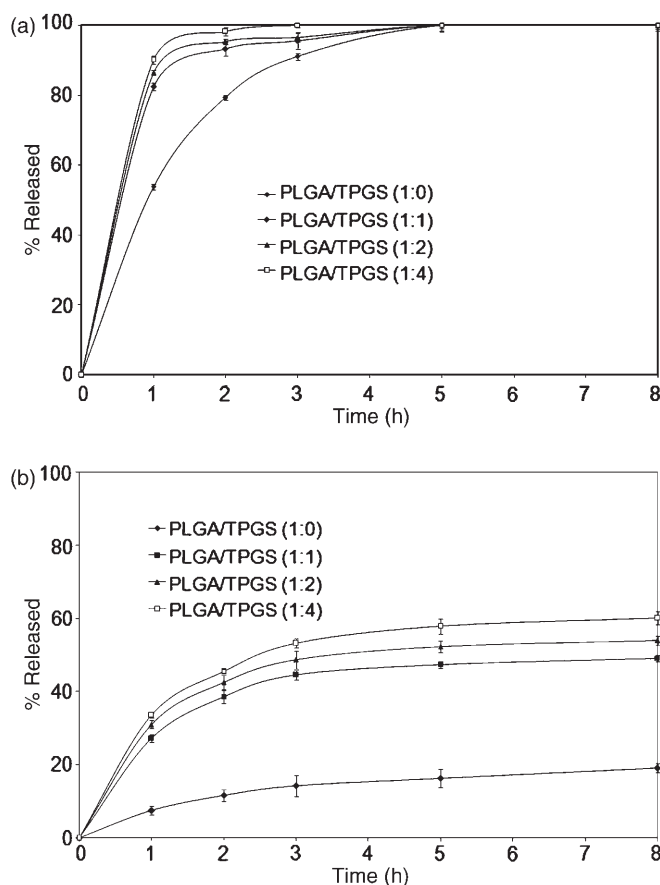 (a)
100
80
60
40
20
0
% Released
PLGA/TPGS (1:0)
PLGA/TPGS (1:1)
PLGA/TPGS (1:2)
PLGA/TPGS (1:4)
0 1 2 3 4 5 6 7 8
Time (h)
(b)
100
80
60
40
20
0
% Released
PLGA/TPGS (1:0)
PLGA/TPGS (1:1)
PLGA/TPGS (1:2)
PLGA/TPGS (1:4)
0 1 2 3 4 5 6 7 8
Time (h)